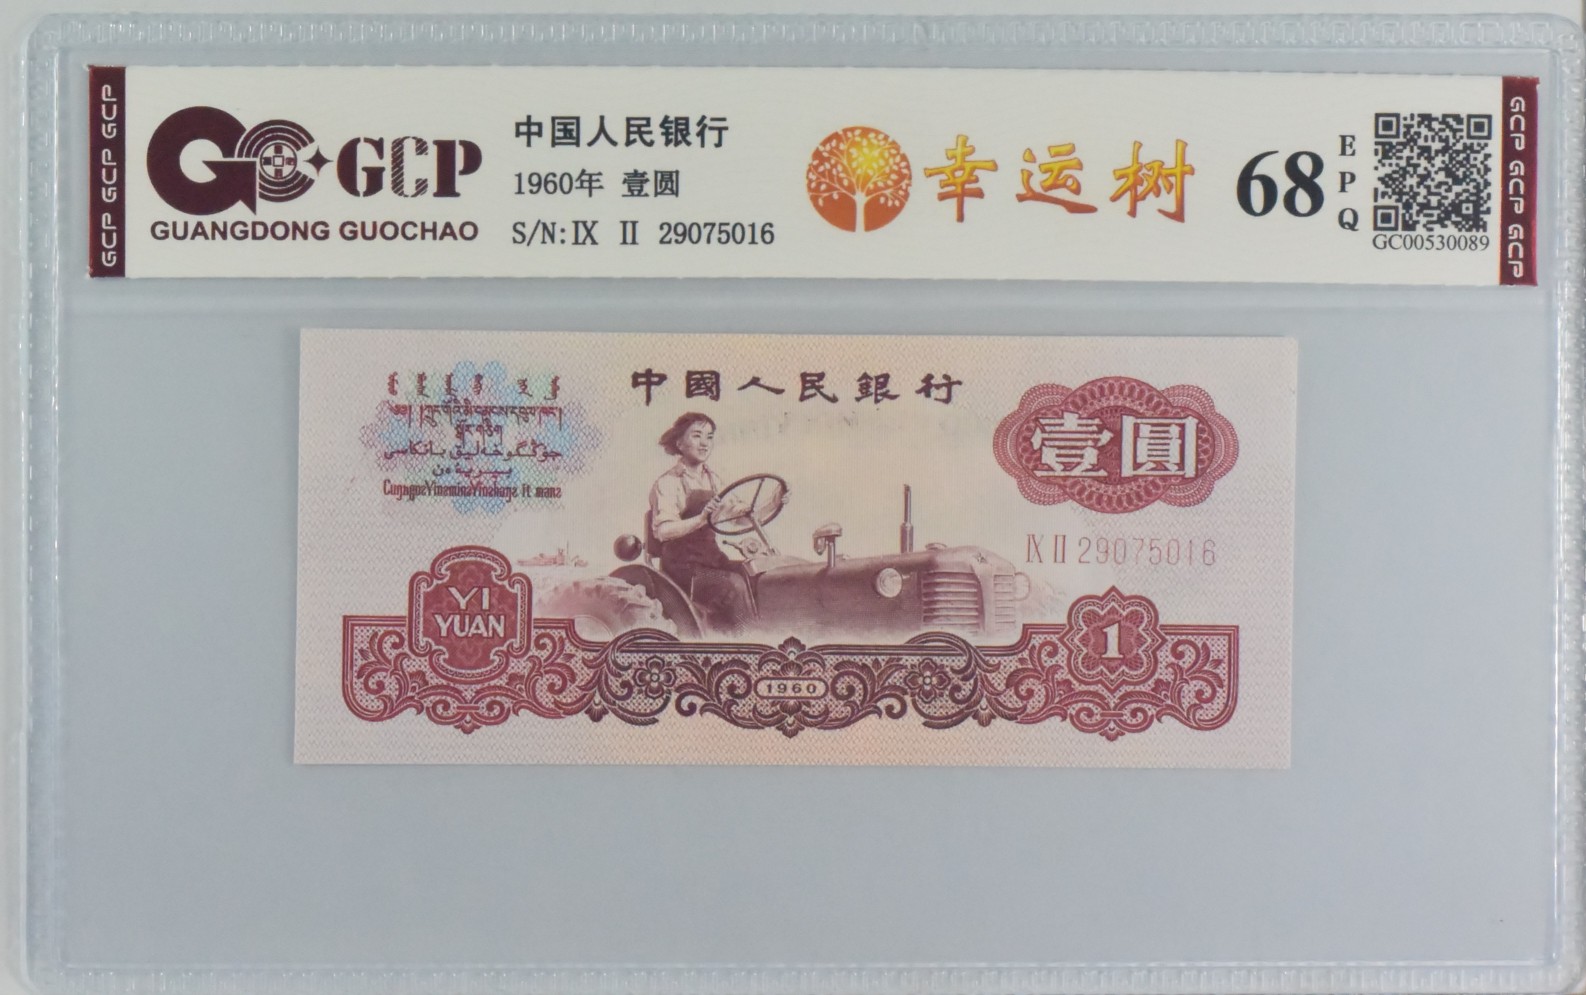 GCP GCP GCP
GCP
GUANGDONG GUOCHAO
中国人民银行
1960年 壹圆
S/N: IX II 29075016
幸运树
68
EPQ
GC00530089
GCP GCP GCP
中國人民銀行
壹圓
IX II 29075016
YI
YUAN
1960
1